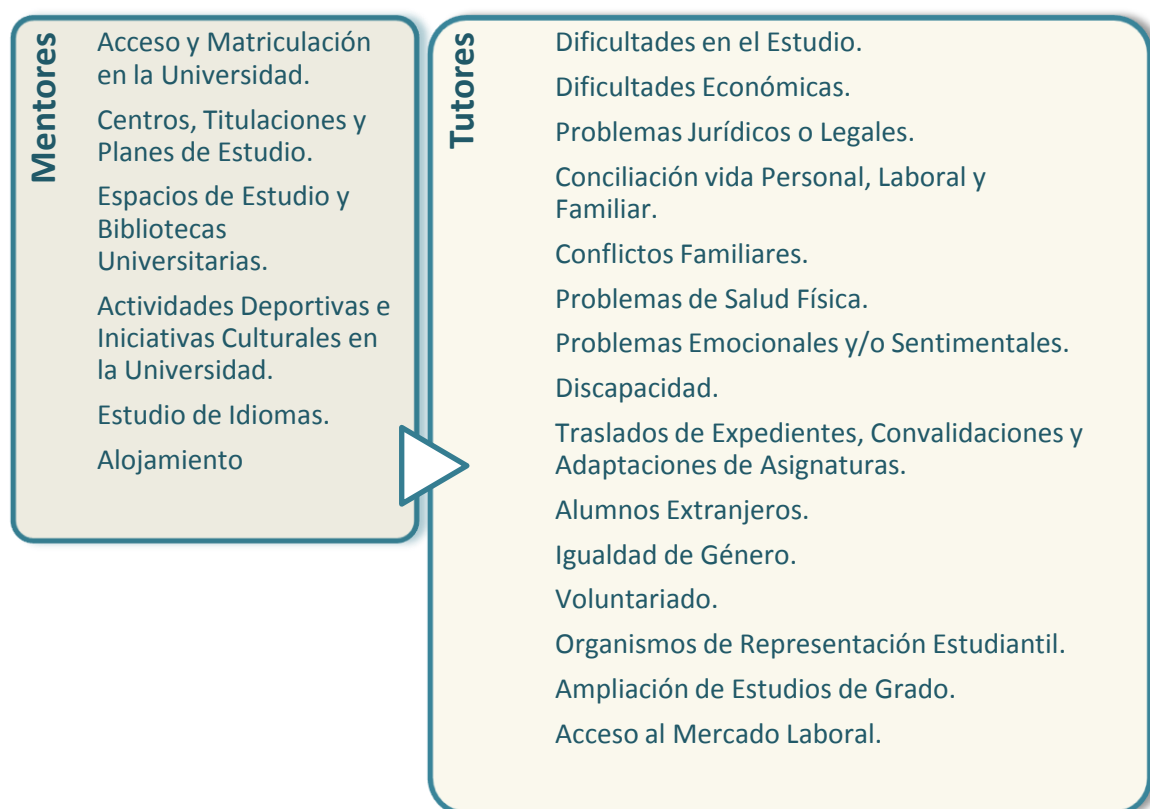 Mentores
Acceso y Matriculación
en la Universidad.
Centros, Titulaciones y
Planes de Estudio.
Espacios de Estudio y
Bibliotecas
Universitarias.
Actividades Deportivas e
Iniciativas Culturales en
la Universidad.
Estudio de Idiomas.
Alojamiento
Tutores
Dificultades en el Estudio.
Dificultades Económicas.
Problemas Jurídicos o Legales.
Conciliación vida Personal, Laboral y
Familiar.
Conflictos Familiares.
Problemas de Salud Física.
Problemas Emocionales y/o Sentimentales.
Discapacidad.
Traslados de Expedientes, Convalidaciones y
Adaptaciones de Asignaturas.
Alumnos Extranjeros.
Igualdad de Género.
Voluntariado.
Organismos de Representación Estudiantil.
Ampliación de Estudios de Grado.
Acceso al Mercado Laboral.